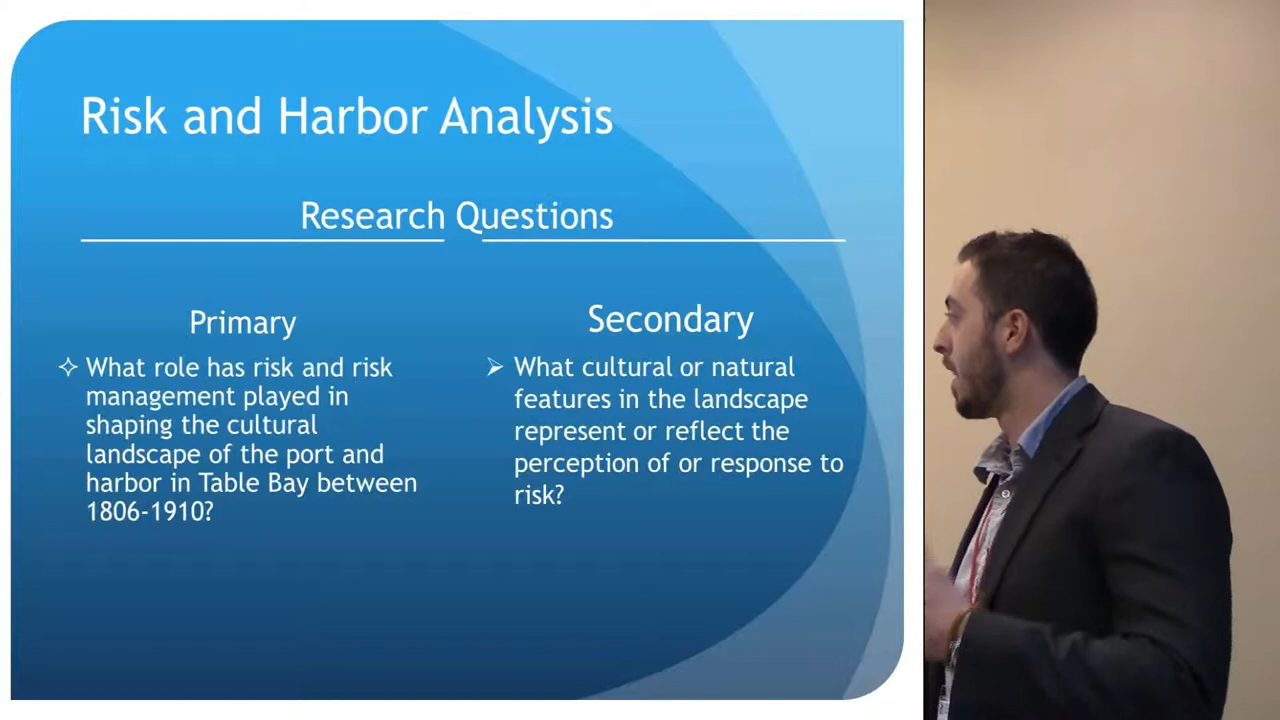 Risk and Harbor Analysis
Research Questions
Primary
What role has risk and risk
management played in
shaping the cultural
landscape of the port and
harbor in Table Bay between
1806-1910?
Secondary
What cultural or natural
features in the landscape
represent or reflect the
perception of or response to
risk?